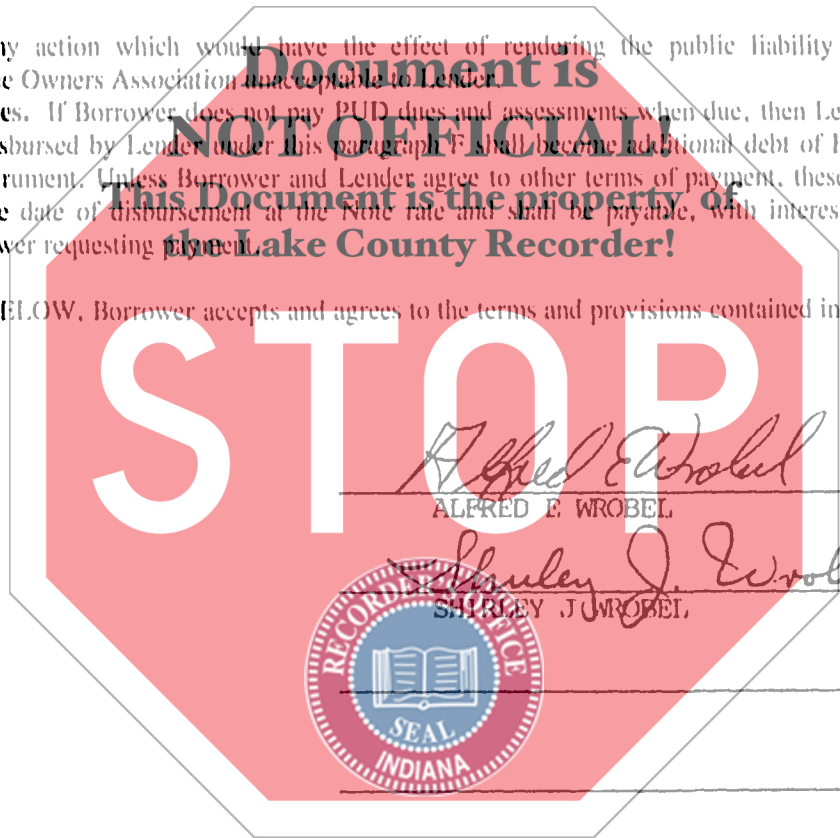 ny action which would have the effect of rendering the public liability
e Owners Association unacceptable to Lender.
es. If Borrower does not pay PUD dues and assessments when due, then Le
sbursed by Lender under this paragraph F shall become additional debt of
rument. Unless Borrower and Lender agree to other terms of payment, these
e date of disbursement at the Note rate and shall be payable, with interes
wer requesting payment.
ELOW, Borrower accepts and agrees to the terms and provisions contained in
Document is
NOT OFFICIAL!
This Document is the property of
the Lake County Recorder!
STOP
Alfred E Wrobel
ALFRED E WROBEL
Shirley J. Wrob
SHIRLEY J WROBEL
RECORDER'S OFFICE
SEAL
INDIANA